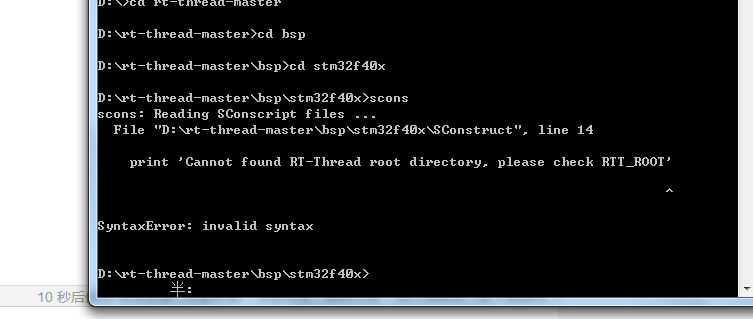 D:\>cd rt-thread-master
D:\rt-thread-master>cd bsp
D:\rt-thread-master\bsp>cd stm32f40x
D:\rt-thread-master\bsp\stm32f40x>scons
scons: Reading SConscript files ...
File "D:\rt-thread-master\bsp\stm32f40x\SConstruct", line 14
print 'Cannot found RT-Thread root directory, please check RTT_ROOT'
^
SyntaxError: invalid syntax
D:\rt-thread-master\bsp\stm32f40x>
半:
10 秒后